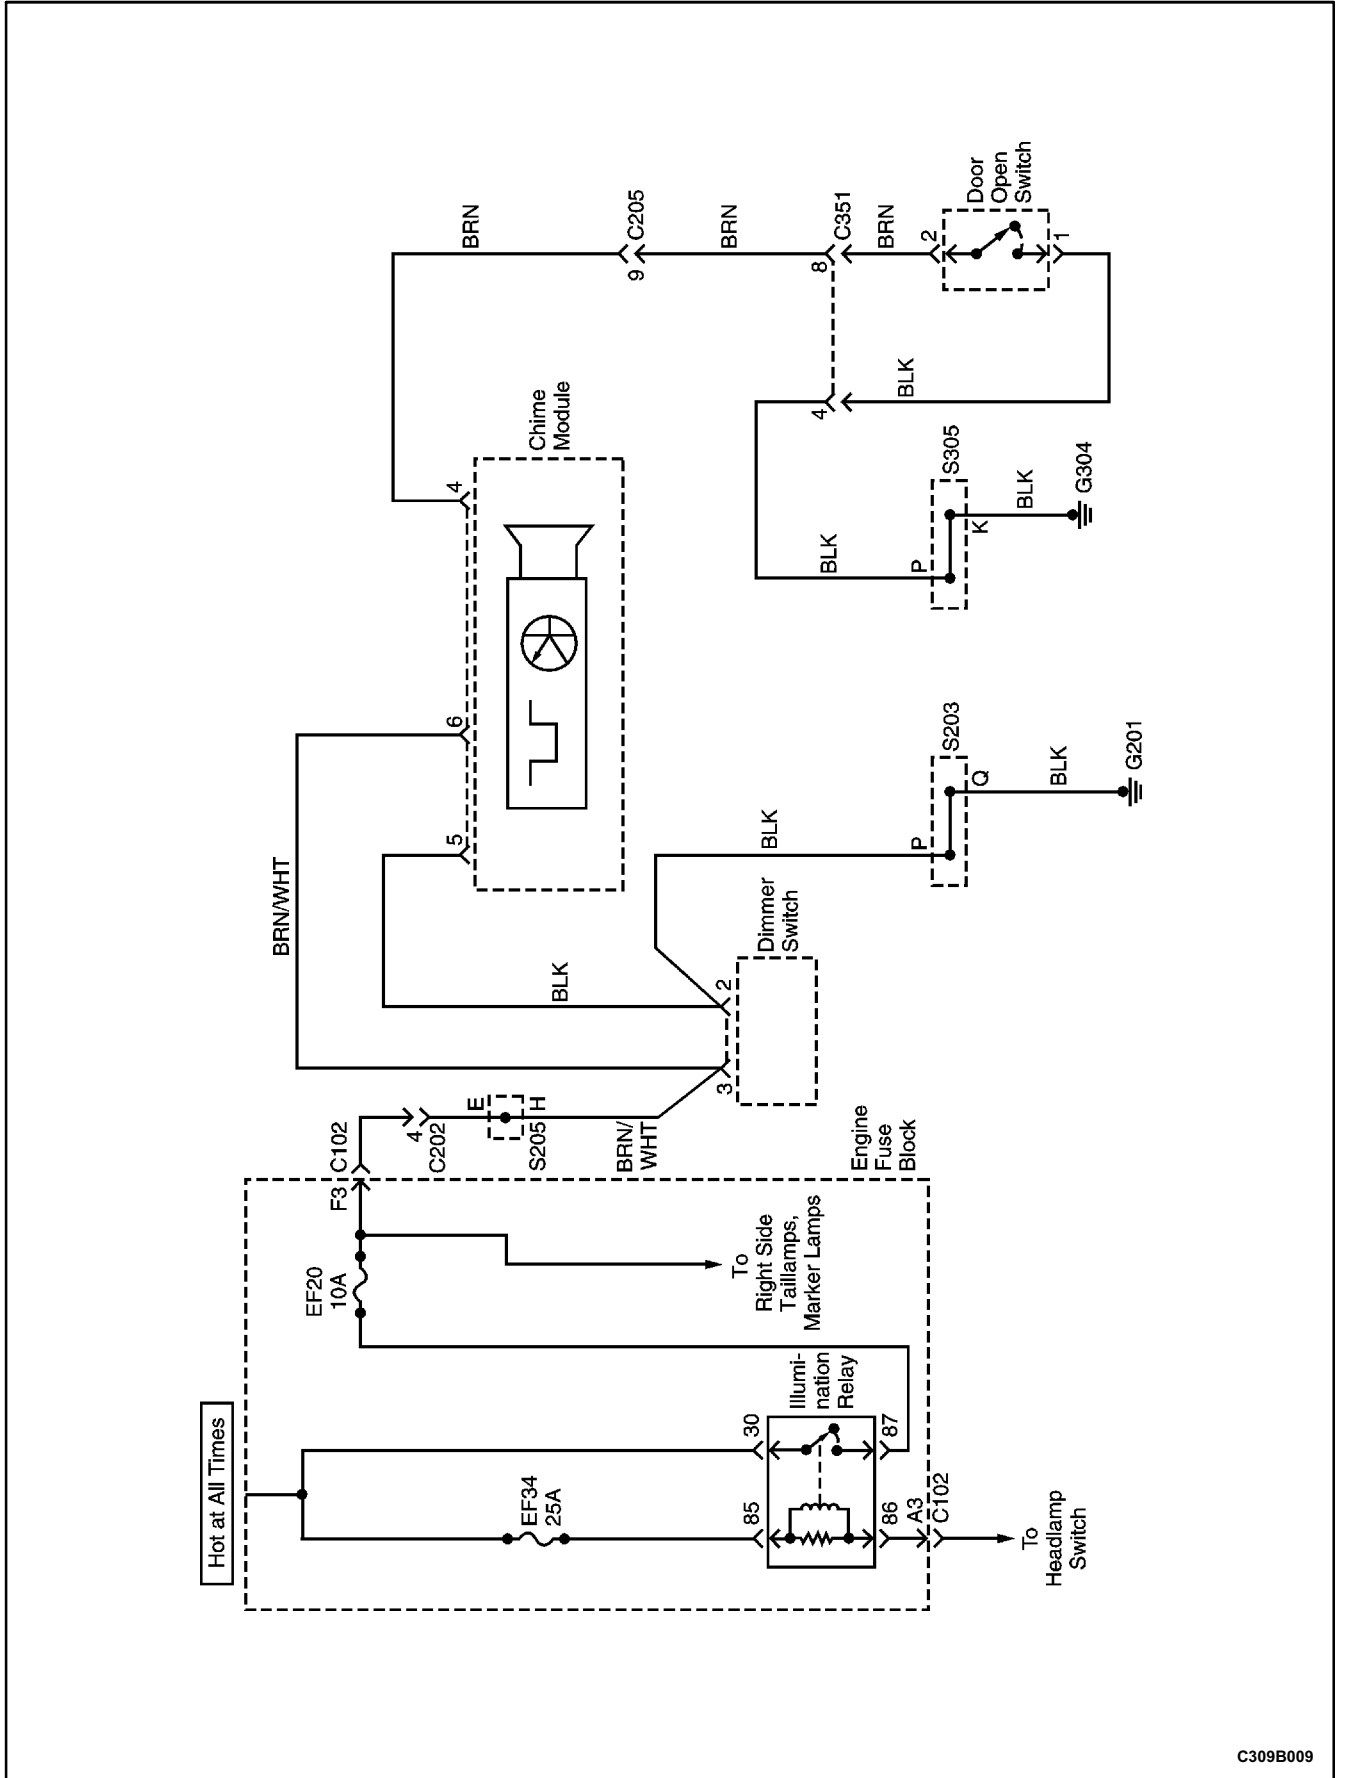 Hot at All Times
EF34
25A
85
30
86
87
A3
C102
To
Headlamp
Switch
Illumi-
nation
Relay
EF20
10A
To
Right Side
Taillamps,
Marker Lamps
Engine
Fuse
Block
F3
C102
4
C202
E
H
S205
BRN/
WHT
3
2
Dimmer
Switch
BRN/WHT
BLK
5
6
4
Chime
Module
BLK
P
Q
S203
BLK
G201
BRN
9
C205
BRN
8
C351
BRN
2
1
Door
Open
Switch
4
BLK
BLK
P
K
S305
BLK
G304
C309B009